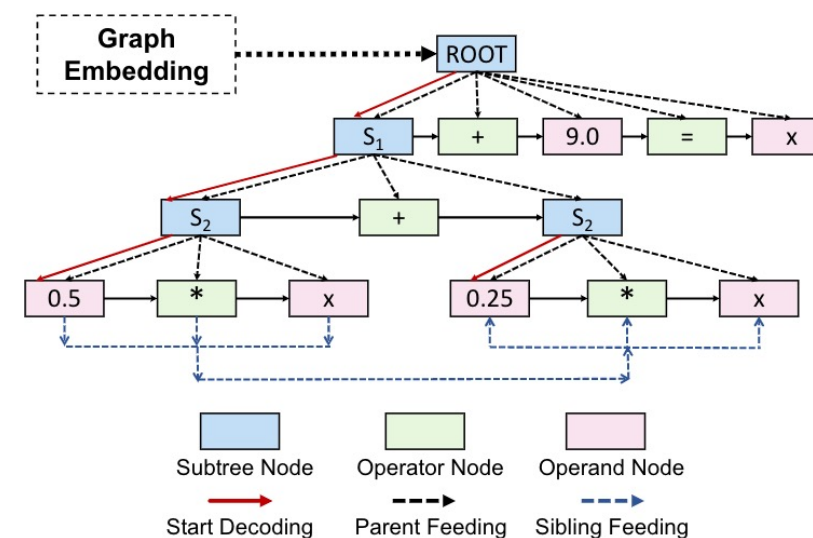 Graph
Embedding
ROOT
S₁ + 9.0 = x
S₂ + S₂
0.5 * x 0.25 * x
Subtree Node Operator Node Operand Node
Start Decoding Parent Feeding Sibling Feeding